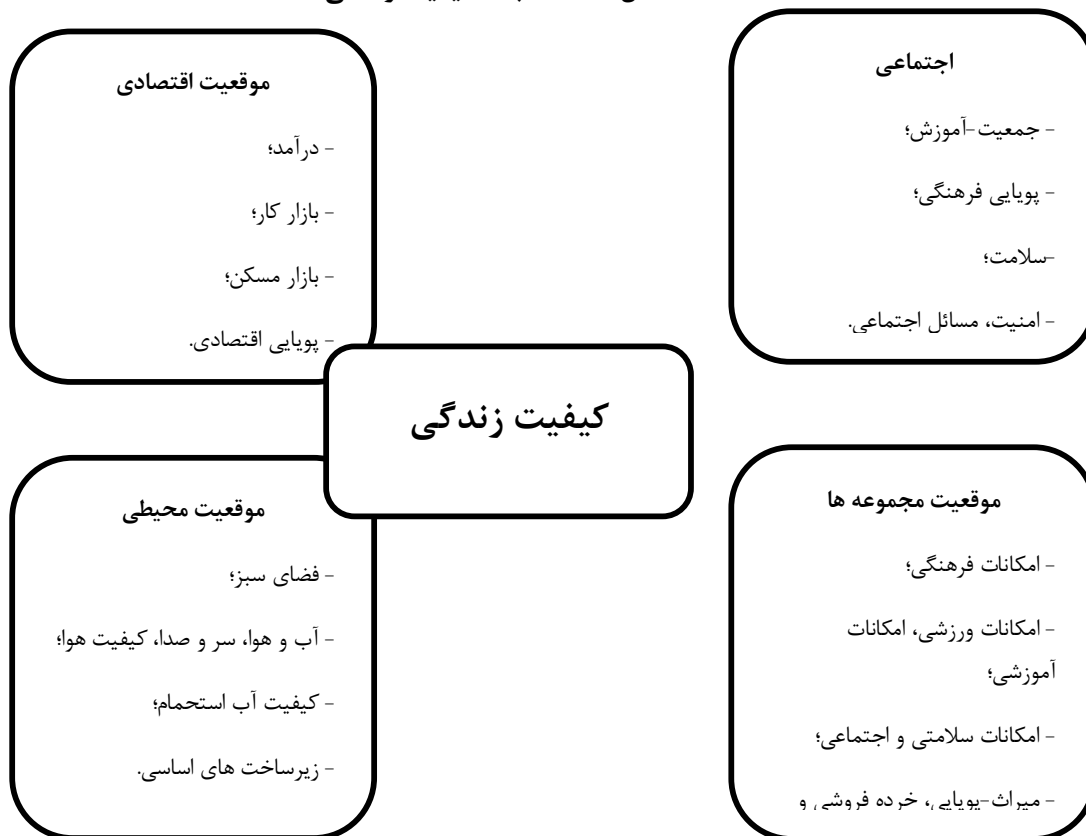 اجتماعی
- جمعیت-آموزش؛
- پویایی فرهنگی؛
-سلامت؛
- امنیت، مسائل اجتماعی.
موقعیت اقتصادی
- درآمد؛
- بازار کار؛
- بازار مسکن؛
- پویایی اقتصادی.
کیفیت زندگی
موقعیت مجموعه ها
- امکانات فرهنگی؛
- امکانات ورزشی، امکانات
آموزشی؛
- امکانات سلامتی و اجتماعی؛
- میراث-پویایی، خرده فروشی و
موقعیت محیطی
- فضای سبز؛
- آب و هوا، سر و صدا، کیفیت هوا؛
- کیفیت آب استحمام؛
- زیرساخت های اساسی.